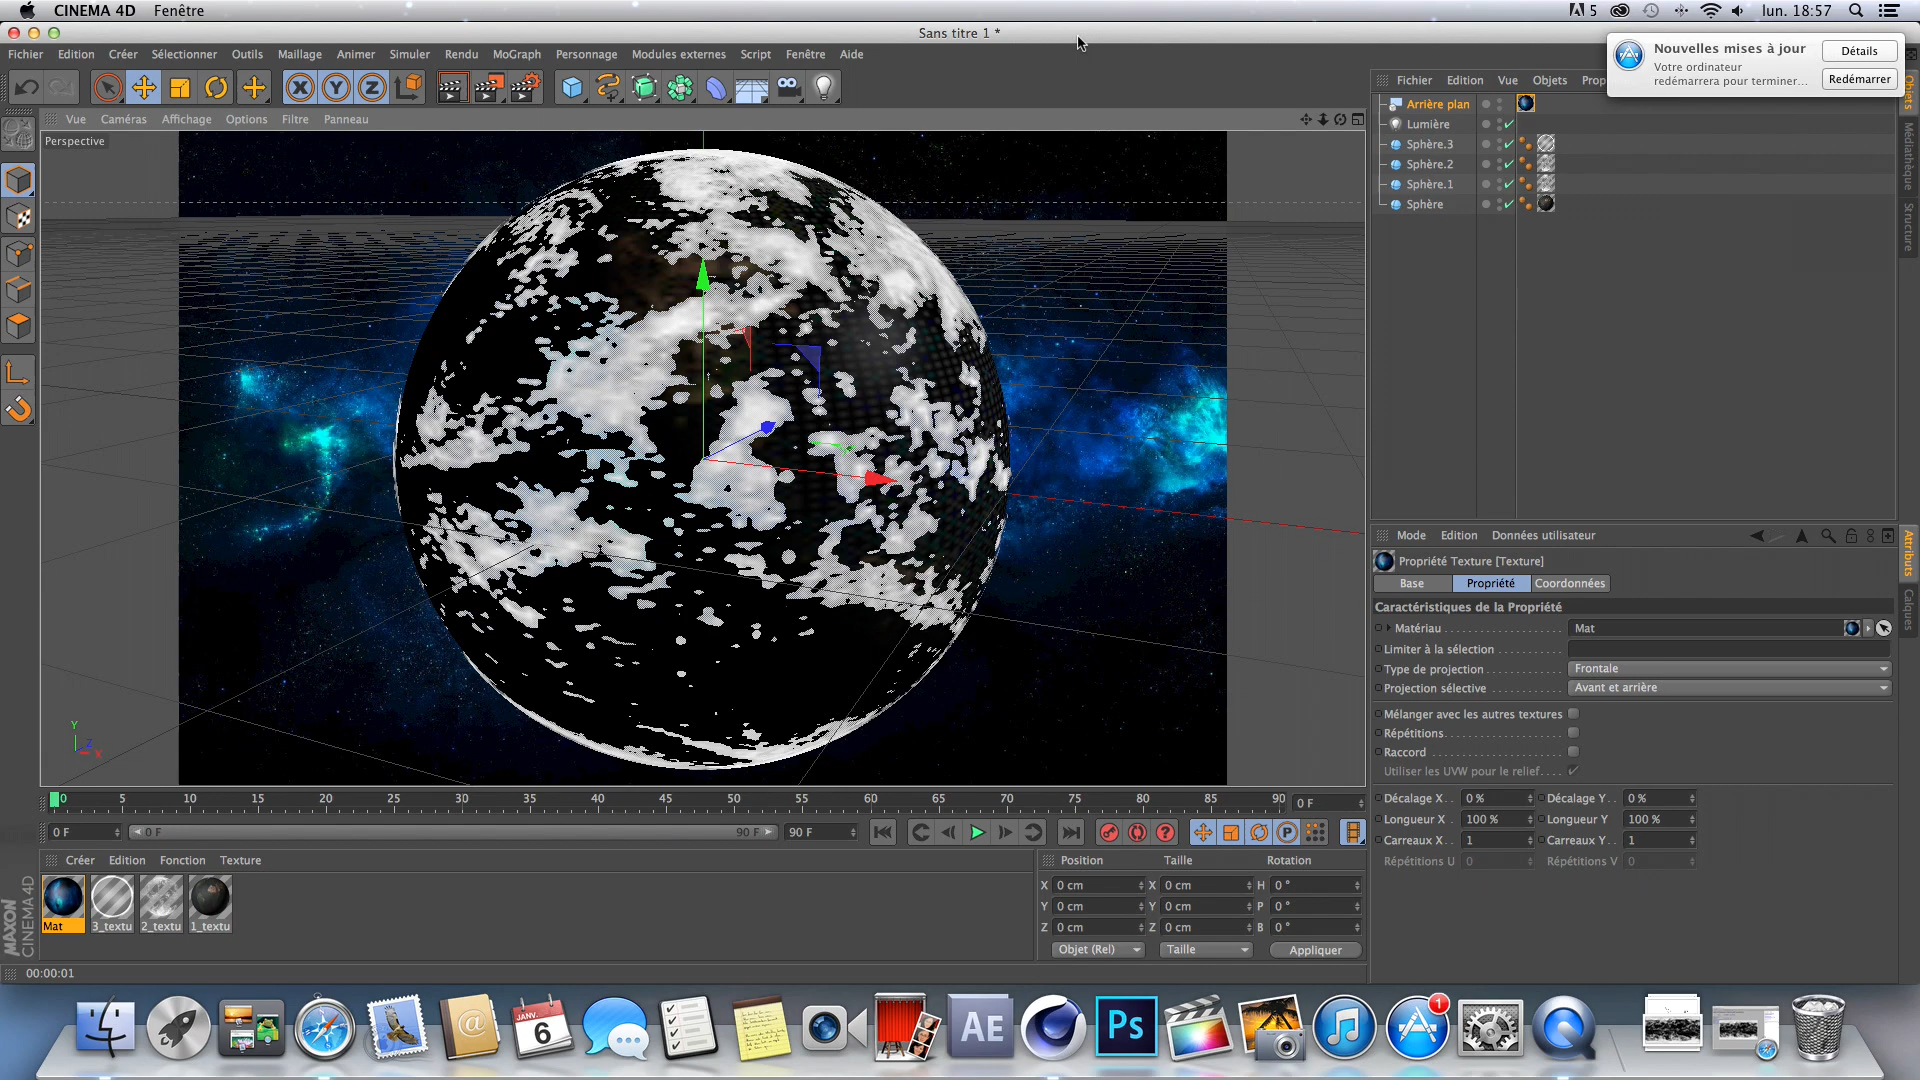 CINEMA 4D Fenêtre
5 lun. 18:57
Sans titre 1 *
Fichier Edition Créer Sélectionner Outils Maillage Animer Simuler Rendu MoGraph Personnage Modules externes Script Fenêtre Aide
Nouvelles mises à jour
Votre ordinateur
redémarrera pour terminer...
Détails
Redémarrer
X Y Z
Vue Caméras Affichage Options Filtre Panneau
Perspective
Y
Z
X
Fichier Edition Vue Objets
Arrière plan
Lumière
Sphère.3
Sphère.2
Sphère.1
Sphère
Objets
Médiathèque
Structure
Mode Edition Données utilisateur
Propriété Texture [Texture]
Base Propriété Coordonnées
Caractéristiques de la Propriété
Matériau Mat
Limiter à la sélection
Type de projection Frontale
Projection sélective Avant et arrière
Mélanger avec les autres textures
Répétitions
Raccord
Utiliser les UVW pour le relief
Décalage X 0 % Décalage Y 0 %
Longueur X 100 % Longueur Y 100 %
Carreaux X 1 Carreaux Y 1
Répétitions U 0 Répétitions V 0
Attributs
Calques
0 5 10 15 20 25 30 35 40 45 50 55 60 65 70 75 80 85 90 0 F
0 F 0 F 90 F 90 F
P
Créer Edition Fonction Texture
Mat 3_textu 2_textu 1_textu
MAXON
CINEMA 4D
Position Taille Rotation
X 0 cm X 0 cm H 0 °
Y 0 cm Y 0 cm P 0 °
Z 0 cm Z 0 cm B 0 °
Objet (Rel) Taille Appliquer
00:00:01
JANV.
6
AE
Ps
1